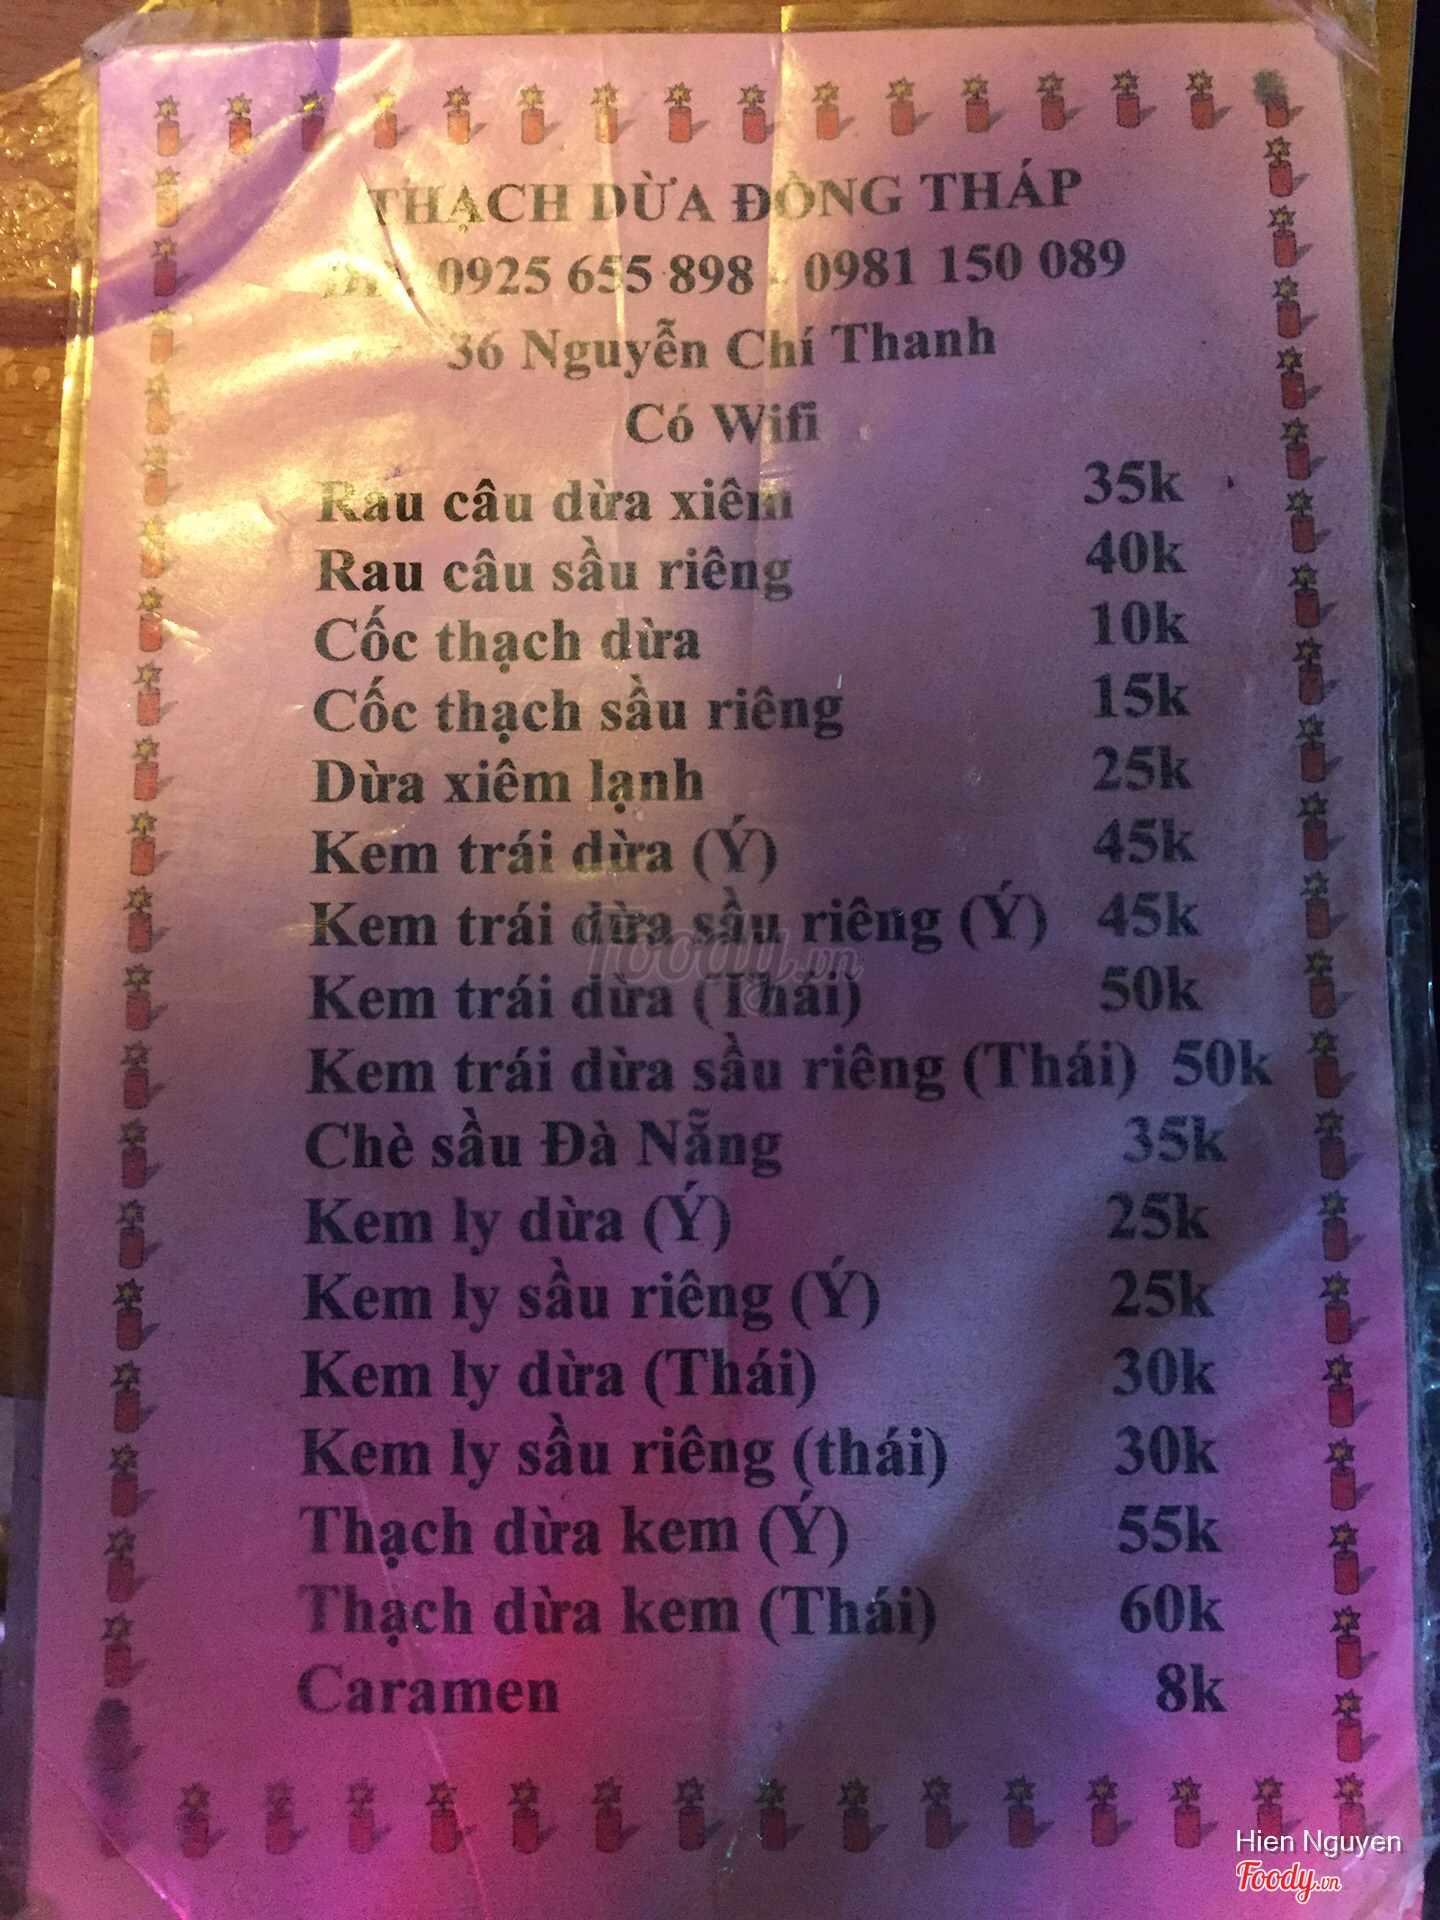 THẠCH DỪA ĐỒNG THÁP
ĐT: 0925 655 898 - 0981 150 089
36 Nguyễn Chí Thanh
Có Wifi
Rau câu dừa xiêm 35k
Rau câu sầu riêng 40k
Cốc thạch dừa 10k
Cốc thạch sầu riêng 15k
Dừa xiêm lạnh 25k
Kem trái dừa (Ý) 45k
Kem trái dừa sầu riêng (Ý) 45k
Kem trái dừa (Thái) 50k
Kem trái dừa sầu riêng (Thái) 50k
Chè sầu Đà Nẵng 35k
Kem ly dừa (Ý) 25k
Kem ly sầu riêng (Ý) 25k
Kem ly dừa (Thái) 30k
Kem ly sầu riêng (thái) 30k
Thạch dừa kem (Ý) 55k
Thạch dừa kem (Thái) 60k
Caramen 8k
Foody.vn
Hien Nguyen
Foody.vn